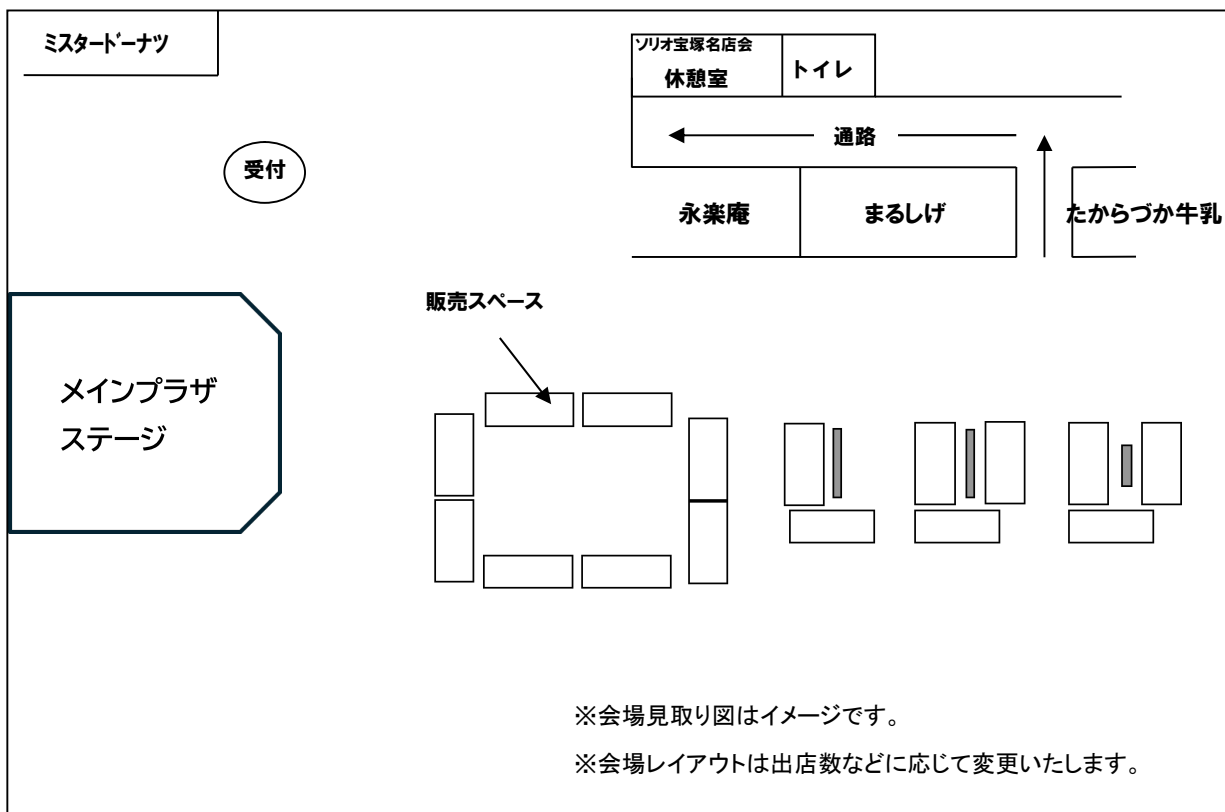 ミスタードーナツ
ソリオ宝塚名店会
休憩室
トイレ
通路
受付
永楽庵
まるしげ
たからづか牛乳
販売スペース
メインプラザ
ステージ
※会場見取り図はイメージです。
※会場レイアウトは出店数などに応じて変更いたします。